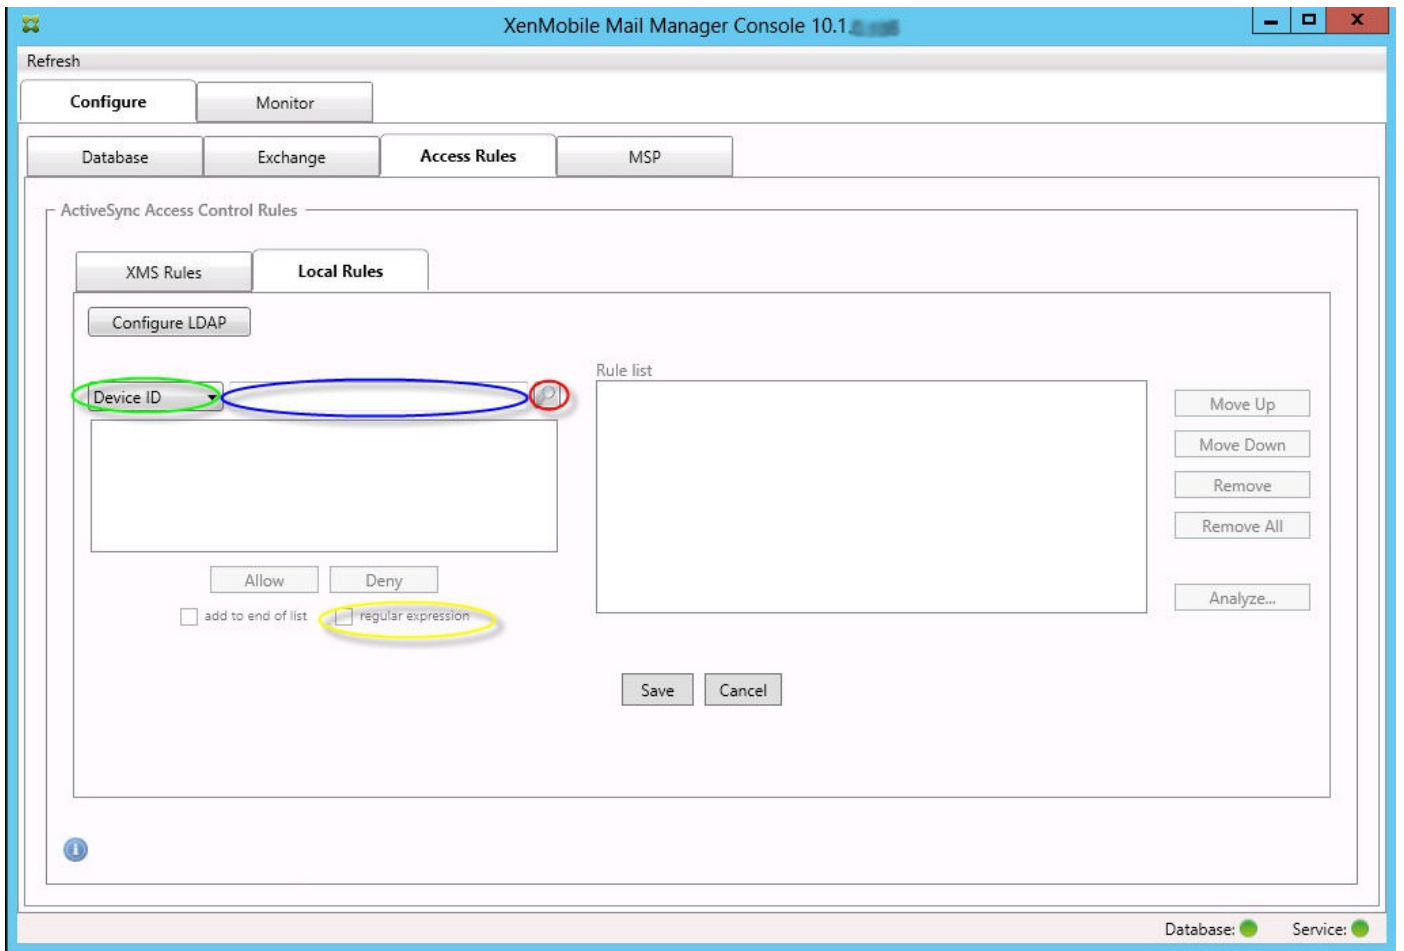 XenMobile Mail Manager Console 10.1.
Refresh
Configure Monitor
Database Exchange Access Rules MSP
ActiveSync Access Control Rules
XMS Rules Local Rules
Configure LDAP
Rule list
Device ID
Move Up
Move Down
Remove
Remove All
Allow Deny
Analyze...
add to end of list regular expression
Save Cancel
Database: Service: